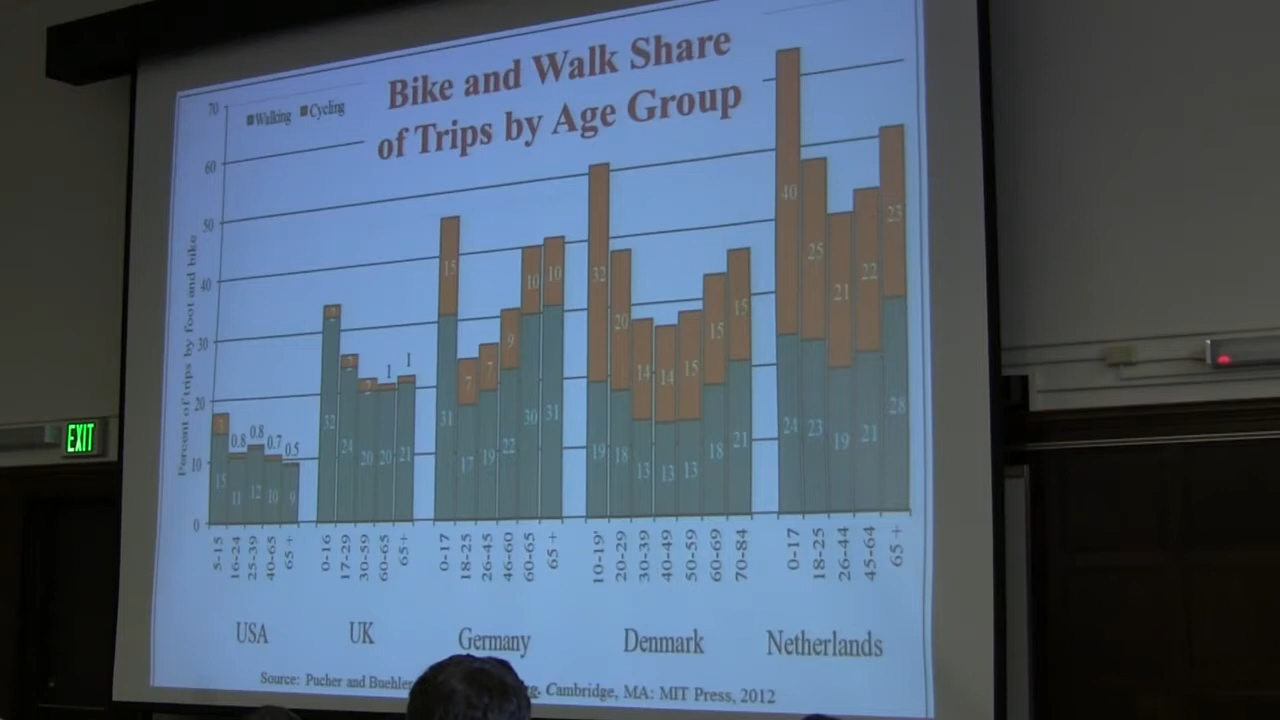 Bike and Walk Share
of Trips by Age Group
Walking Cycling
Percent of trips by foot and bike
70
60
50
40
30
20
10
0
15 11 12 10 9
0.8 0.8 0.7 0.5
32 24 20 20 21
1 1
31 17 19 22 30 31
15 7 7 9 10 10
19 18 13 13 13 18 21
32 20 14 14 15 15 15
24 23 19 21 28
40 25 21 22 23
5-15 16-24 25-39 40-65 65 +
0-16 17-29 30-59 60-65 65+
0-17 18-25 26-45 46-60 60-65 65 +
10-19' 20-29 30-39 40-49 50-59 60-69 70-84
0-17 18-25 26-44 45-64 65 +
USA UK Germany Denmark Netherlands
Source: Pucher and Buehler Cambridge, MA: MIT Press, 2012
EXIT